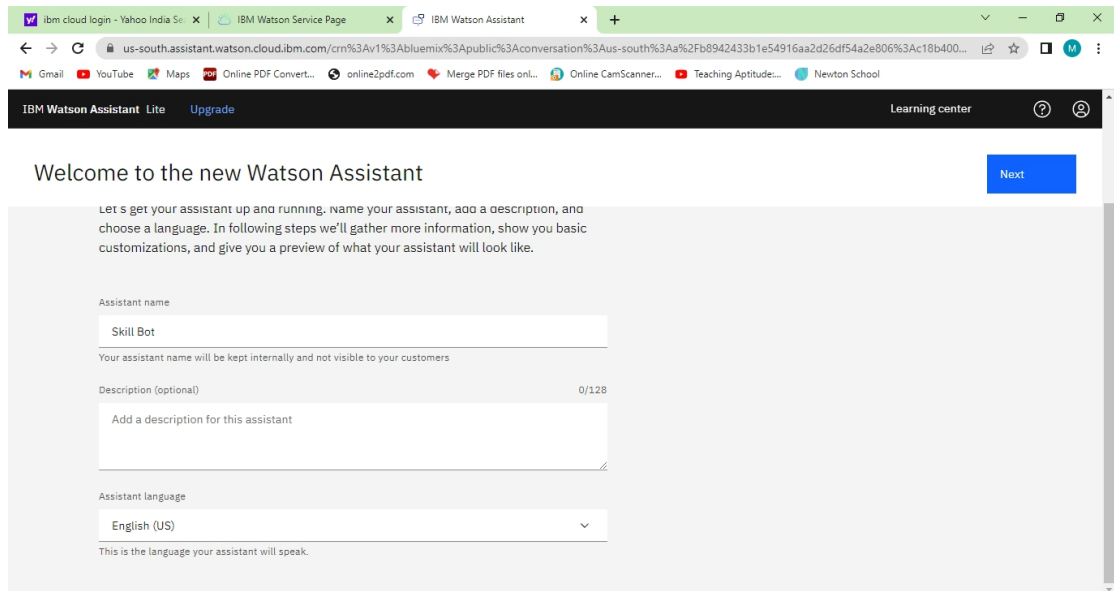 ibm cloud login - Yahoo India Se
IBM Watson Service Page
IBM Watson Assistant
us-south.assistant.watson.cloud.ibm.com/crn%3Av1%3Abluemix%3Apublic%3Aconversation%3Aus-south%3Aa%2Fb8942433b1e54916aa2d26df54a2e806%3Ac18b400...
M
Gmail
YouTube
Maps
PDF
Online PDF Convert...
online2pdf.com
Merge PDF files onl...
Online CamScanner...
Teaching Aptitude:...
Newton School
IBM Watson Assistant Lite
Upgrade
Learning center
Welcome to the new Watson Assistant
Next
Let's get your assistant up and running. Name your assistant, add a description, and
choose a language. In following steps we'll gather more information, show you basic
customizations, and give you a preview of what your assistant will look like.
Assistant name
Skill Bot
Your assistant name will be kept internally and not visible to your customers
Description (optional)
0/128
Add a description for this assistant
Assistant language
English (US)
This is the language your assistant will speak.